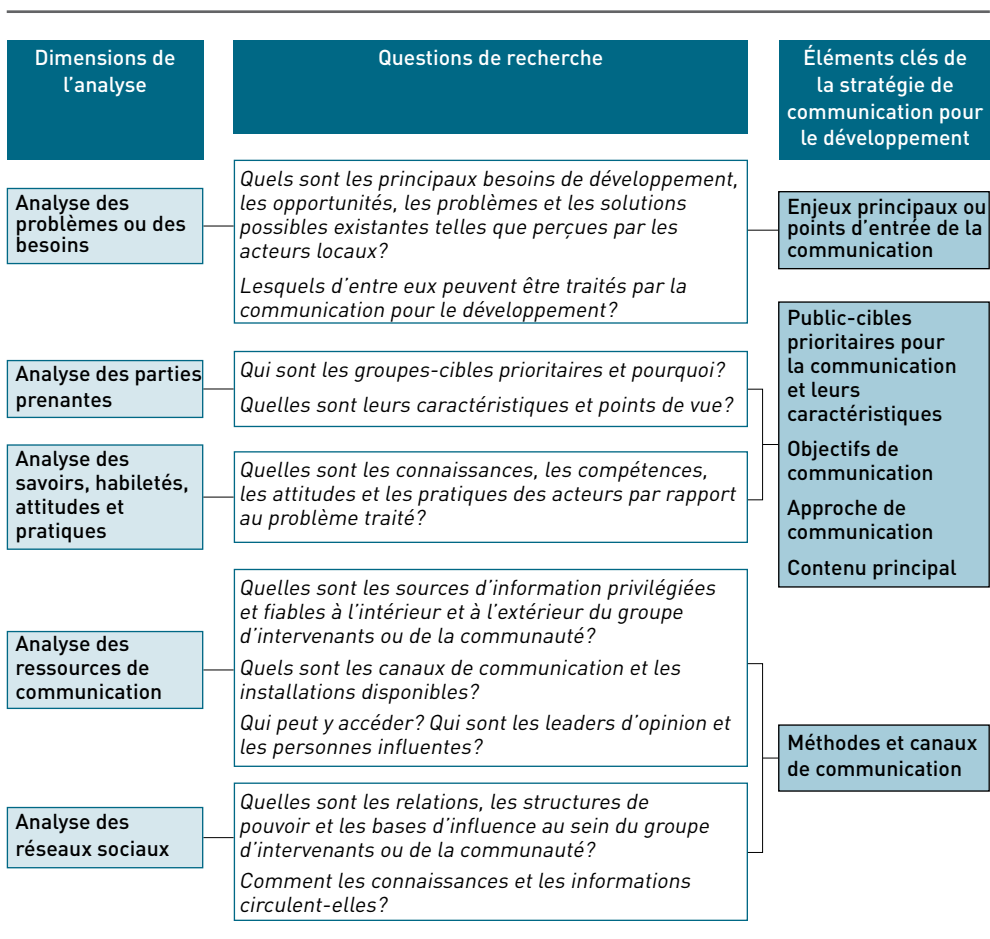 Dimensions de
l'analyse
Questions de recherche
Éléments clés de
la stratégie de
communication pour
le développement
Analyse des
problèmes ou des
besoins
Quels sont les principaux besoins de développement,
les opportunités, les problèmes et les solutions
possibles existantes telles que perçues par les
acteurs locaux?
Lesquels d'entre eux peuvent être traités par la
communication pour le développement?
Enjeux principaux ou
points d'entrée de la
communication
Analyse des parties
prenantes
Qui sont les groupes-cibles prioritaires et pourquoi?
Quelles sont leurs caractéristiques et points de vue?
Analyse des
savoirs, habiletés,
attitudes et
pratiques
Quelles sont les connaissances, les compétences,
les attitudes et les pratiques des acteurs par rapport
au problème traité?
Public-cibles
prioritaires pour
la communication
et leurs
caractéristiques
Objectifs de
communication
Approche de
communication
Contenu principal
Analyse des
ressources de
communication
Quelles sont les sources d'information privilégiées
et fiables à l'intérieur et à l'extérieur du groupe
d'intervenants ou de la communauté?
Quels sont les canaux de communication et les
installations disponibles?
Qui peut y accéder? Qui sont les leaders d'opinion et
les personnes influentes?
Analyse des
réseaux sociaux
Quelles sont les relations, les structures de
pouvoir et les bases d'influence au sein du groupe
d'intervenants ou de la communauté?
Comment les connaissances et les informations
circulent-elles?
Méthodes et canaux
de communication